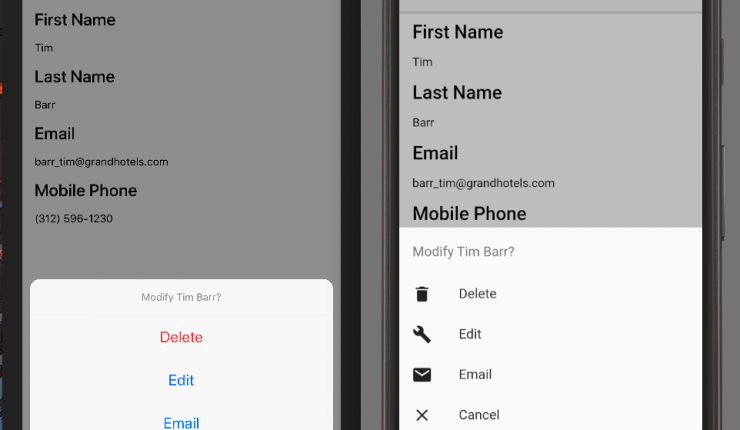 First Name
Tim
Last Name
Barr
Email
barr_tim@grandhotels.com
Mobile Phone
(312) 596-1230
Modify Tim Barr?
Delete
Edit
Email
First Name
Tim
Last Name
Barr
Email
barr_tim@grandhotels.com
Mobile Phone
Modify Tim Barr?
Delete
Edit
Email
Cancel